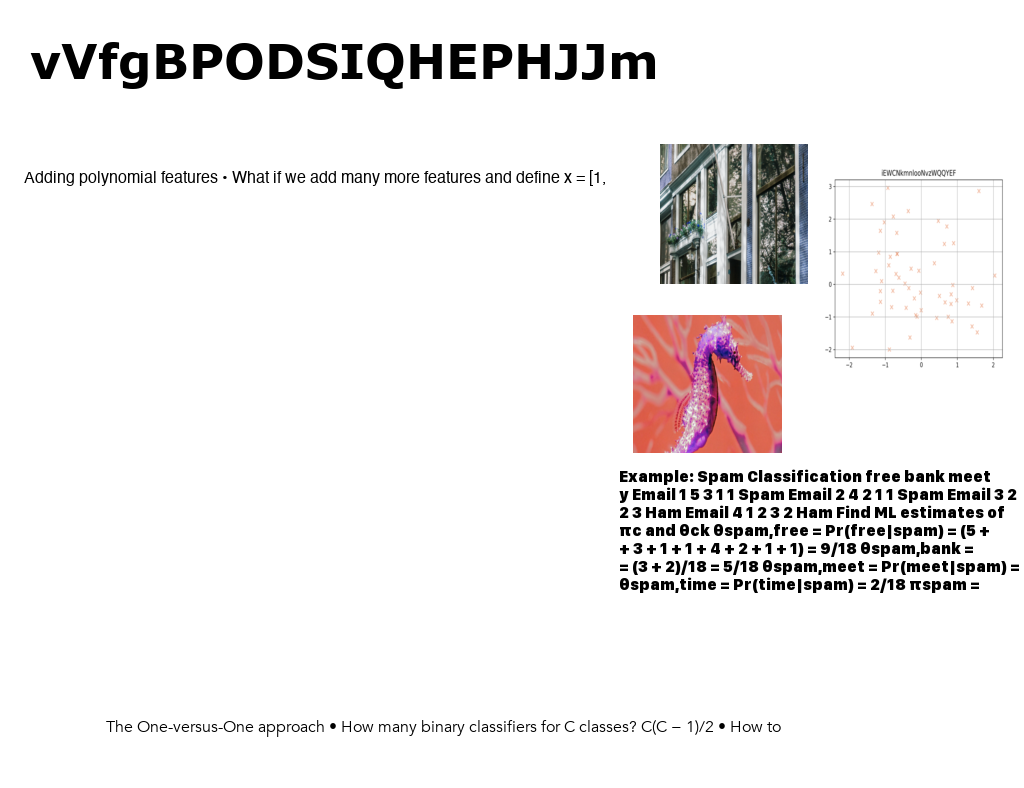 vVfgBPODSIQHEPHJJm
Adding polynomial features • What if we add many more features and define x = [1,
iEWCNkmnlooNvzWQQYEF
3
2
1
0
−1
−2
−2 −1 0 1 2
Example: Spam Classification free bank meet
y Email 1 5 3 1 1 Spam Email 2 4 2 1 1 Spam Email 3 2
2 3 Ham Email 4 1 2 3 2 Ham Find ML estimates of
πc and θck θspam,free = Pr(free|spam) = (5 +
+ 3 + 1 + 1 + 4 + 2 + 1 + 1) = 9/18 θspam,bank =
= (3 + 2)/18 = 5/18 θspam,meet = Pr(meet|spam) =
θspam,time = Pr(time|spam) = 2/18 πspam =
The One-versus-One approach • How many binary classifiers for C classes? C(C − 1)/2 • How to